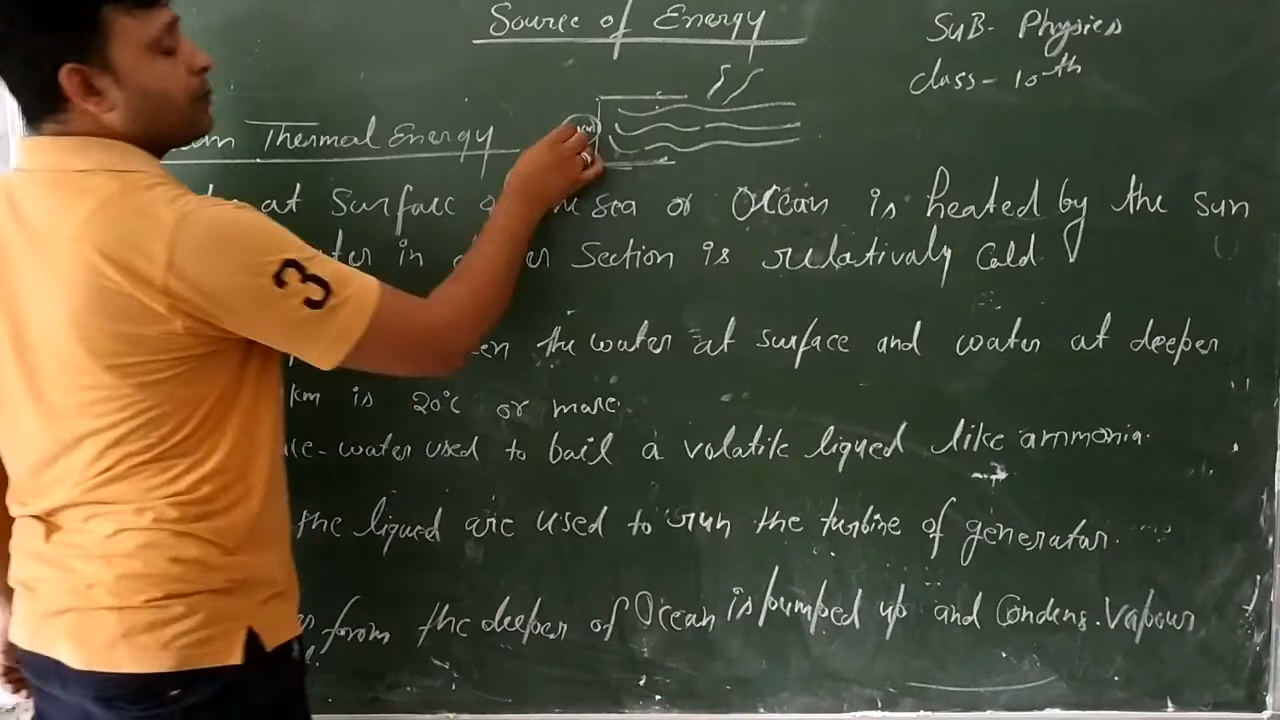 Source of Energy
SUB- Physics
class- 10th
Thermal Energy
at Surface sea or Ocean is heated by the sun
in Section is relativaly Cold
the water at surface and water at deeper
km is 20°C or more.
water used to bail a volatile liqued like ammonia.
the liqued are used to run the turbine of generator.
from the deeper of Ocean is pumped up and Condens. Vapour
3